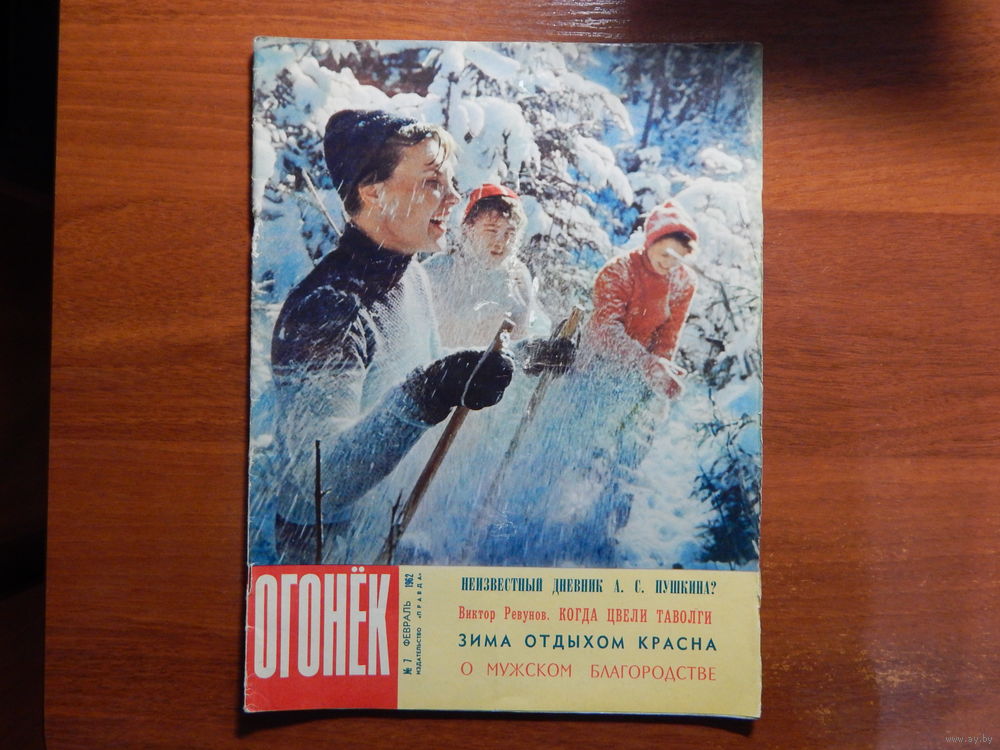 ОГОНЁК
№ 7 ФЕВРАЛЬ 1962
ИЗДАТЕЛЬСТВО «ПРАВДА»
НЕИЗВЕСТНЫЙ ДНЕВНИК А. С. ПУШКИНА?
Виктор Ревунов. КОГДА ЦВЕЛИ ТАВОЛГИ
ЗИМА ОТДЫХОМ КРАСНА
О МУЖСКОМ БЛАГОРОДСТВЕ
www.ay.by